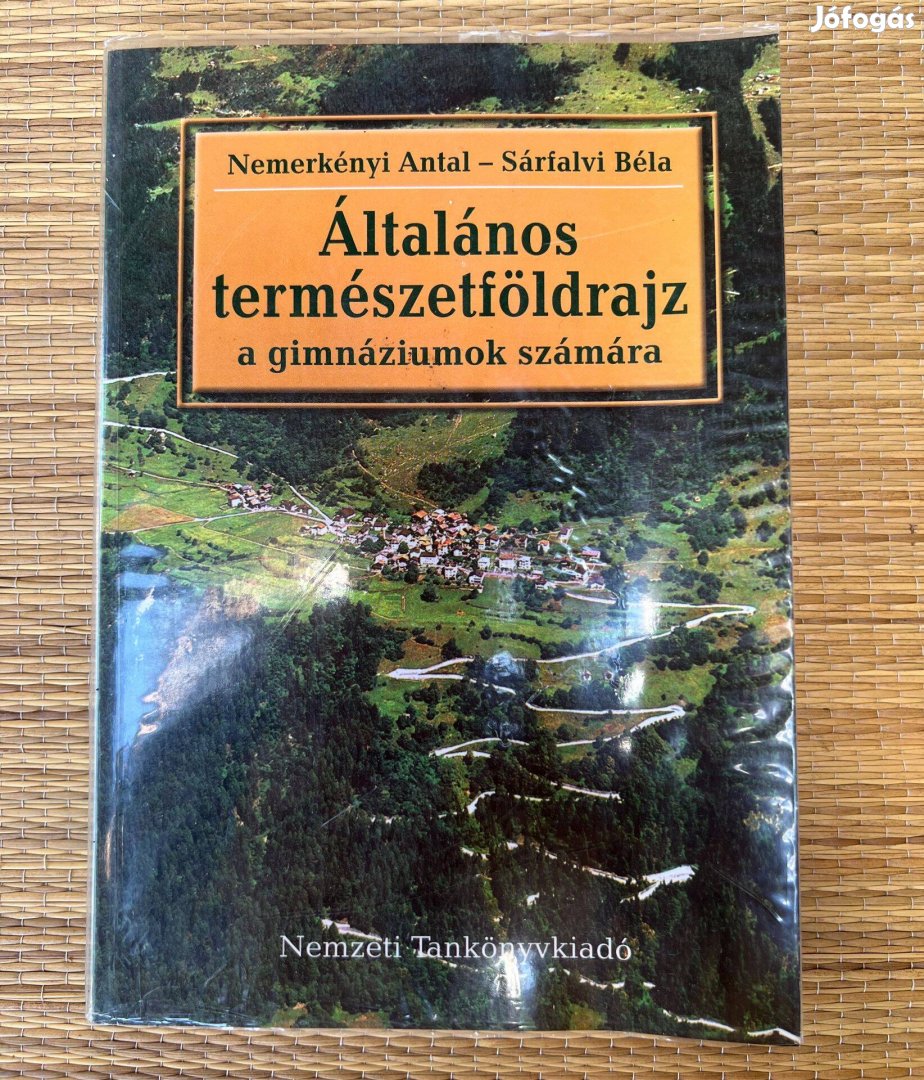 Jófogás
Nemerkényi Antal – Sárfalvi Béla
Általános
természetföldrajz
a gimnáziumok számára
Nemzeti Tankönyvkiadó